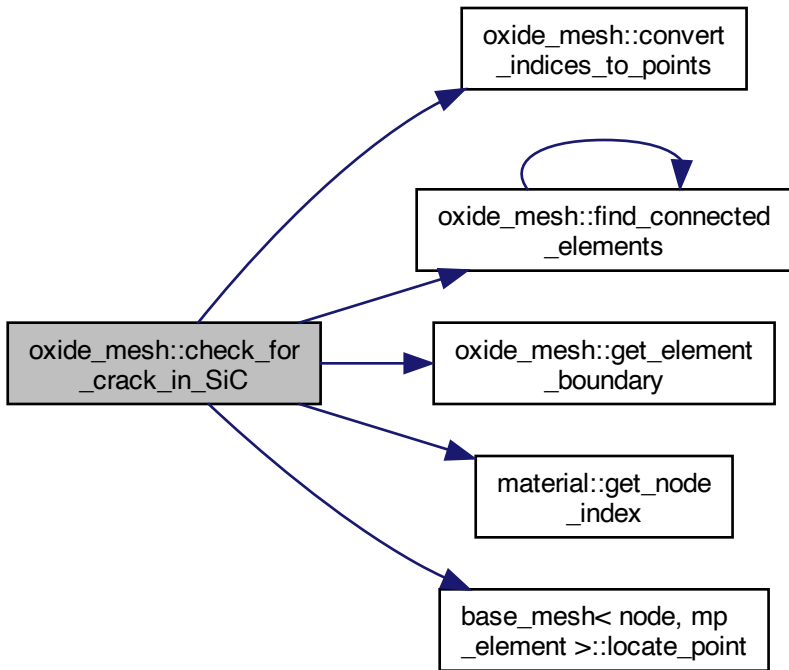 oxide_mesh::convert
_indices_to_points
oxide_mesh::find_connected
_elements
oxide_mesh::check_for
_crack_in_SiC
oxide_mesh::get_element
_boundary
material::get_node
_index
base_mesh< node, mp
_element >::locate_point